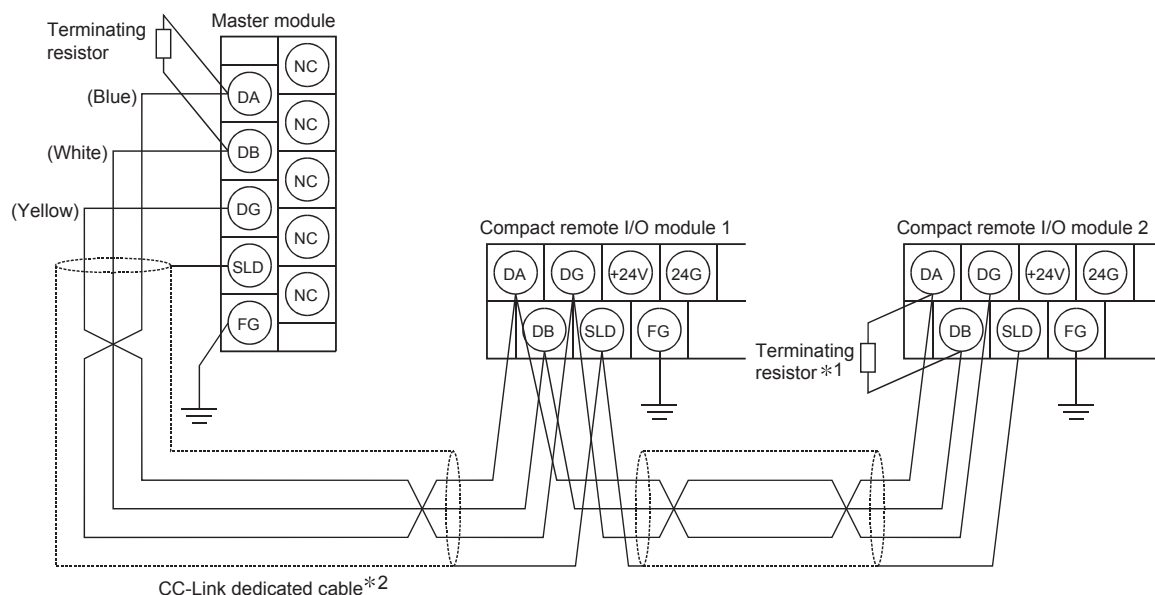 Master module
Terminating
resistor
NC
(Blue)
DA
NC
(White)
DB
NC
(Yellow)
DG
NC
SLD
NC
FG
Compact remote I/O module 1
DA
DG
+24V
24G
DB
SLD
FG
Compact remote I/O module 2
DA
DG
+24V
24G
DB
SLD
FG
Terminating
resistor*1
CC-Link dedicated cable*2